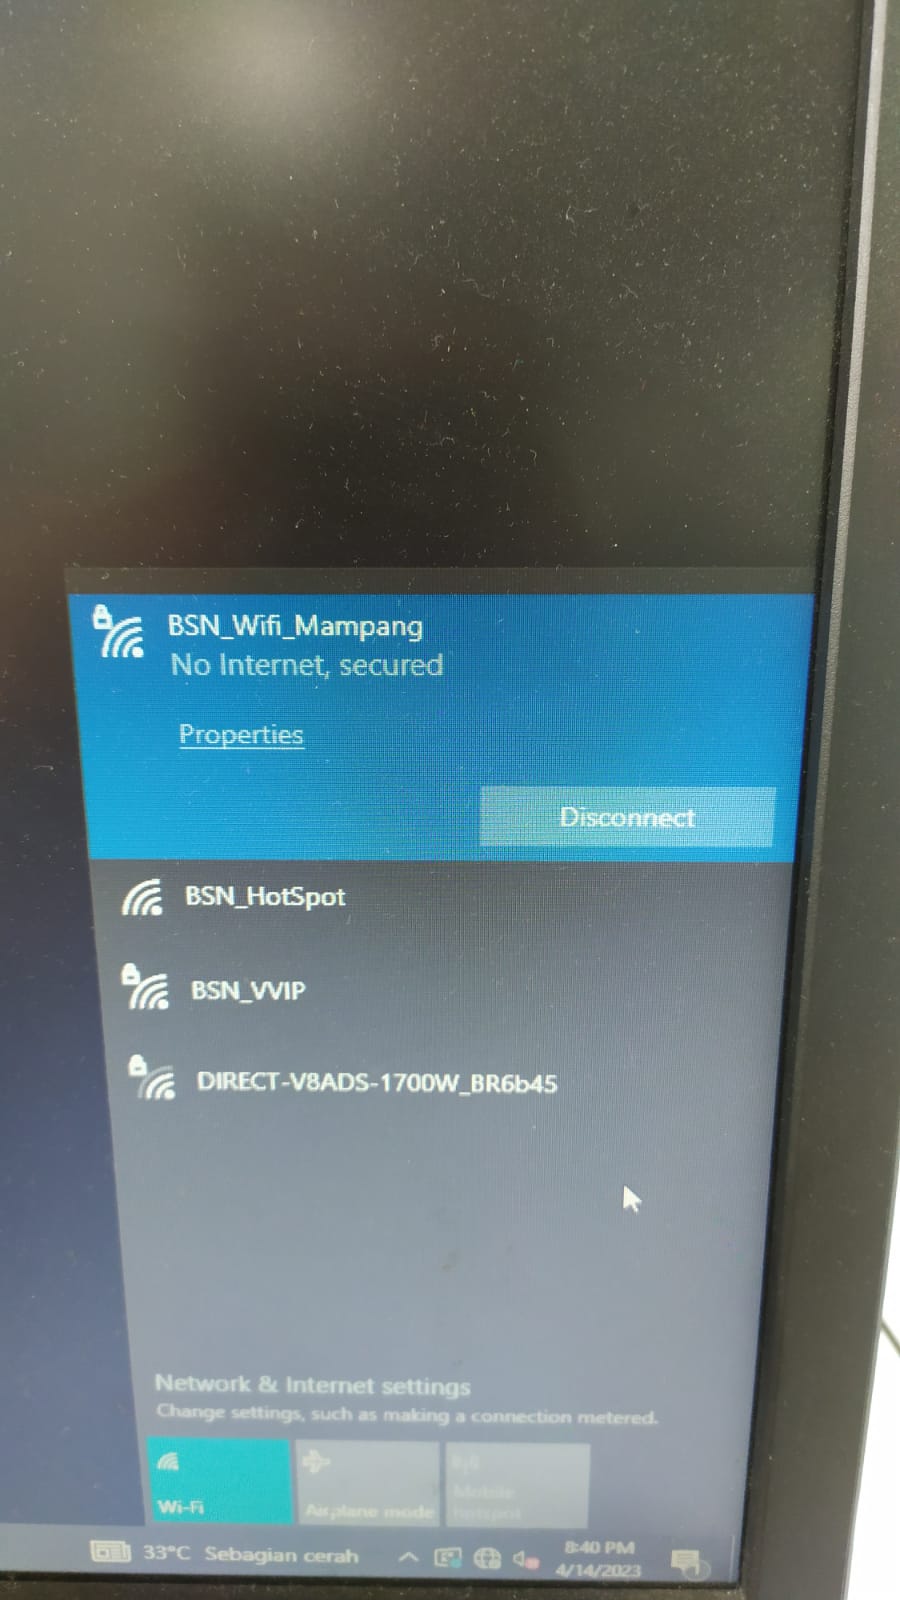 BSN_Wifi_Mampang
No Internet, secured
Properties
Disconnect
BSN_HotSpot
BSN_VVIP
DIRECT-V8ADS-1700W_BR6b45
Network & Internet settings
Change settings, such as making a connection metered.
Wi-Fi
Airplane mode
Mobile
hotspot
33°C Sebagian cerah
8:40 PM
4/14/2023